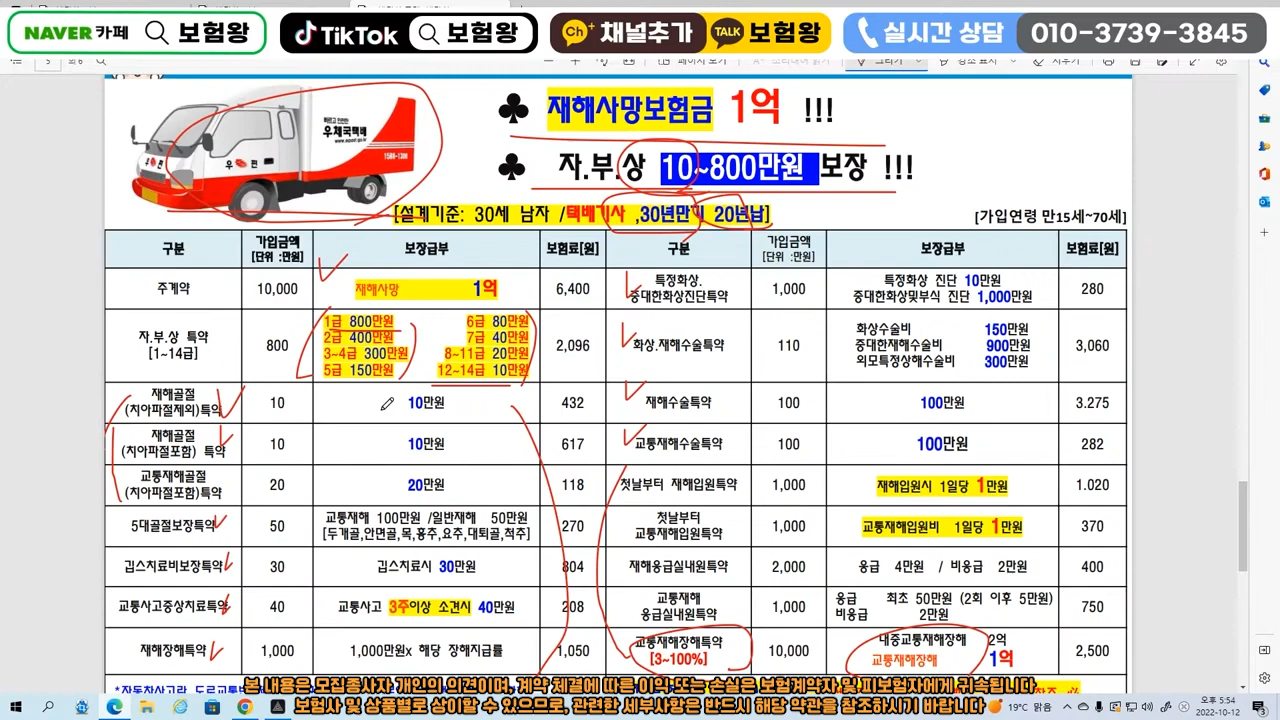 NAVER 카페 보험왕
TikTok 보험왕
Ch+ 채널추가 TALK 보험왕
실시간 상담 010-3739-3845
♣ 재해사망보험금 1억 !!!
♣ 자.부.상 10~800만원 보장 !!!
우체국택배
www.epost.go.kr
1588-1300
우 편
[설계기준: 30세 남자 /택배기사 ,30년만기 20년납]
[가입연령 만15세~70세]
구분 가입금액 [단위 :만원] 보장급부 보험료[원] 구분 가입금액 [단위 :만원] 보장급부 보험료[원]
주계약 10,000 재해사망 1억 6,400
특정화상. 중대한화상진단특약 1,000 특정화상 진단 10만원 중대한화상및부식 진단 1,000만원 280
자.부.상 특약 [1~14급] 800
1급 800만원 6급 80만원
2급 400만원 7급 40만원
3~4급 300만원 8~11급 20만원
5급 150만원 12~14급 10만원
2,096
화상.재해수술특약 110
화상수술비 150만원
중대한재해수술비 900만원
외모특정상해수술비 300만원
3,060
재해골절 (치아파절제외)특약 10 10만원 432
재해수술특약 100 100만원 3.275
재해골절 (치아파절포함) 특약 10 10만원 617
교통재해수술특약 100 100만원 282
교통재해골절 (치아파절포함)특약 20 20만원 118
첫날부터 재해입원특약 1,000 재해입원시 1일당 1만원 1.020
5대골절보장특약 50 교통재해 100만원 /일반재해 50만원 [두개골,안면골,목,흉추,요추,대퇴골,척추] 270
첫날부터 교통재해입원특약 1,000 교통재해입원비 1일당 1만원 370
깁스치료비보장특약 30 깁스치료시 30만원 804
재해응급실내원특약 2,000 응급 4만원 / 비응급 2만원 400
교통사고중상치료특약 40 교통사고 3주이상 소견시 40만원 208
교통재해 응급실내원특약 1,000 응급 최초 50만원 (2회 이후 5만원) 비응급 2만원 750
재해장해특약 1,000 1,000만원x 해당 장해지급률 1,050
교통재해장해특약 [3~100%] 10,000 대중교통재해장해 2억 교통재해장해 1억 2,500
본 내용은 모집종사자 개인의 의견이며, 계약 체결에 따른 이익 또는 손실은 보험계약자 및 피보험자에게 귀속됩니다
보험사 및 상품별로 상이할 수 있으므로, 관련한 세부사항은 반드시 해당 약관을 참조하시기 바랍니다
19°C 맑음
오후 5:54
2022-10-12